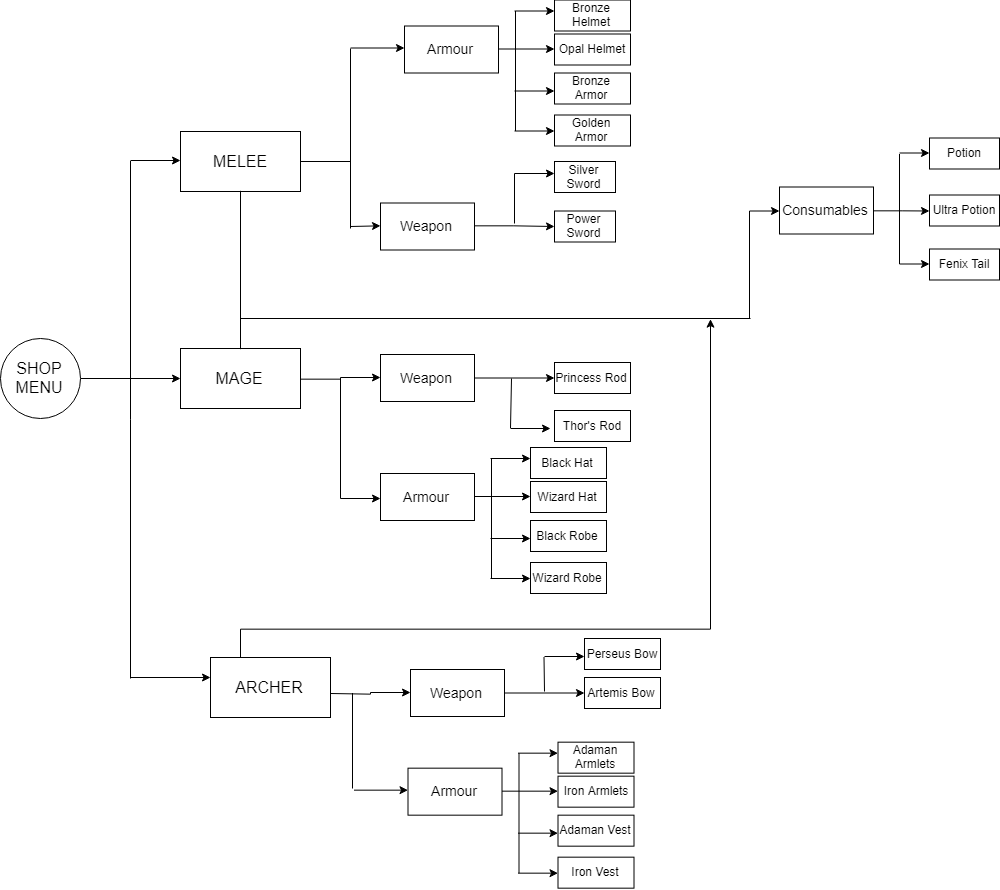 SHOP
MENU
MELEE
Armour
Bronze
Helmet
Opal Helmet
Bronze
Armor
Golden
Armor
Weapon
Silver
Sword
Power
Sword
Consumables
Potion
Ultra Potion
Fenix Tail
MAGE
Weapon
Princess Rod
Thor's Rod
Armour
Black Hat
Wizard Hat
Black Robe
Wizard Robe
ARCHER
Weapon
Perseus Bow
Artemis Bow
Armour
Adaman
Armlets
Iron Armlets
Adaman Vest
Iron Vest